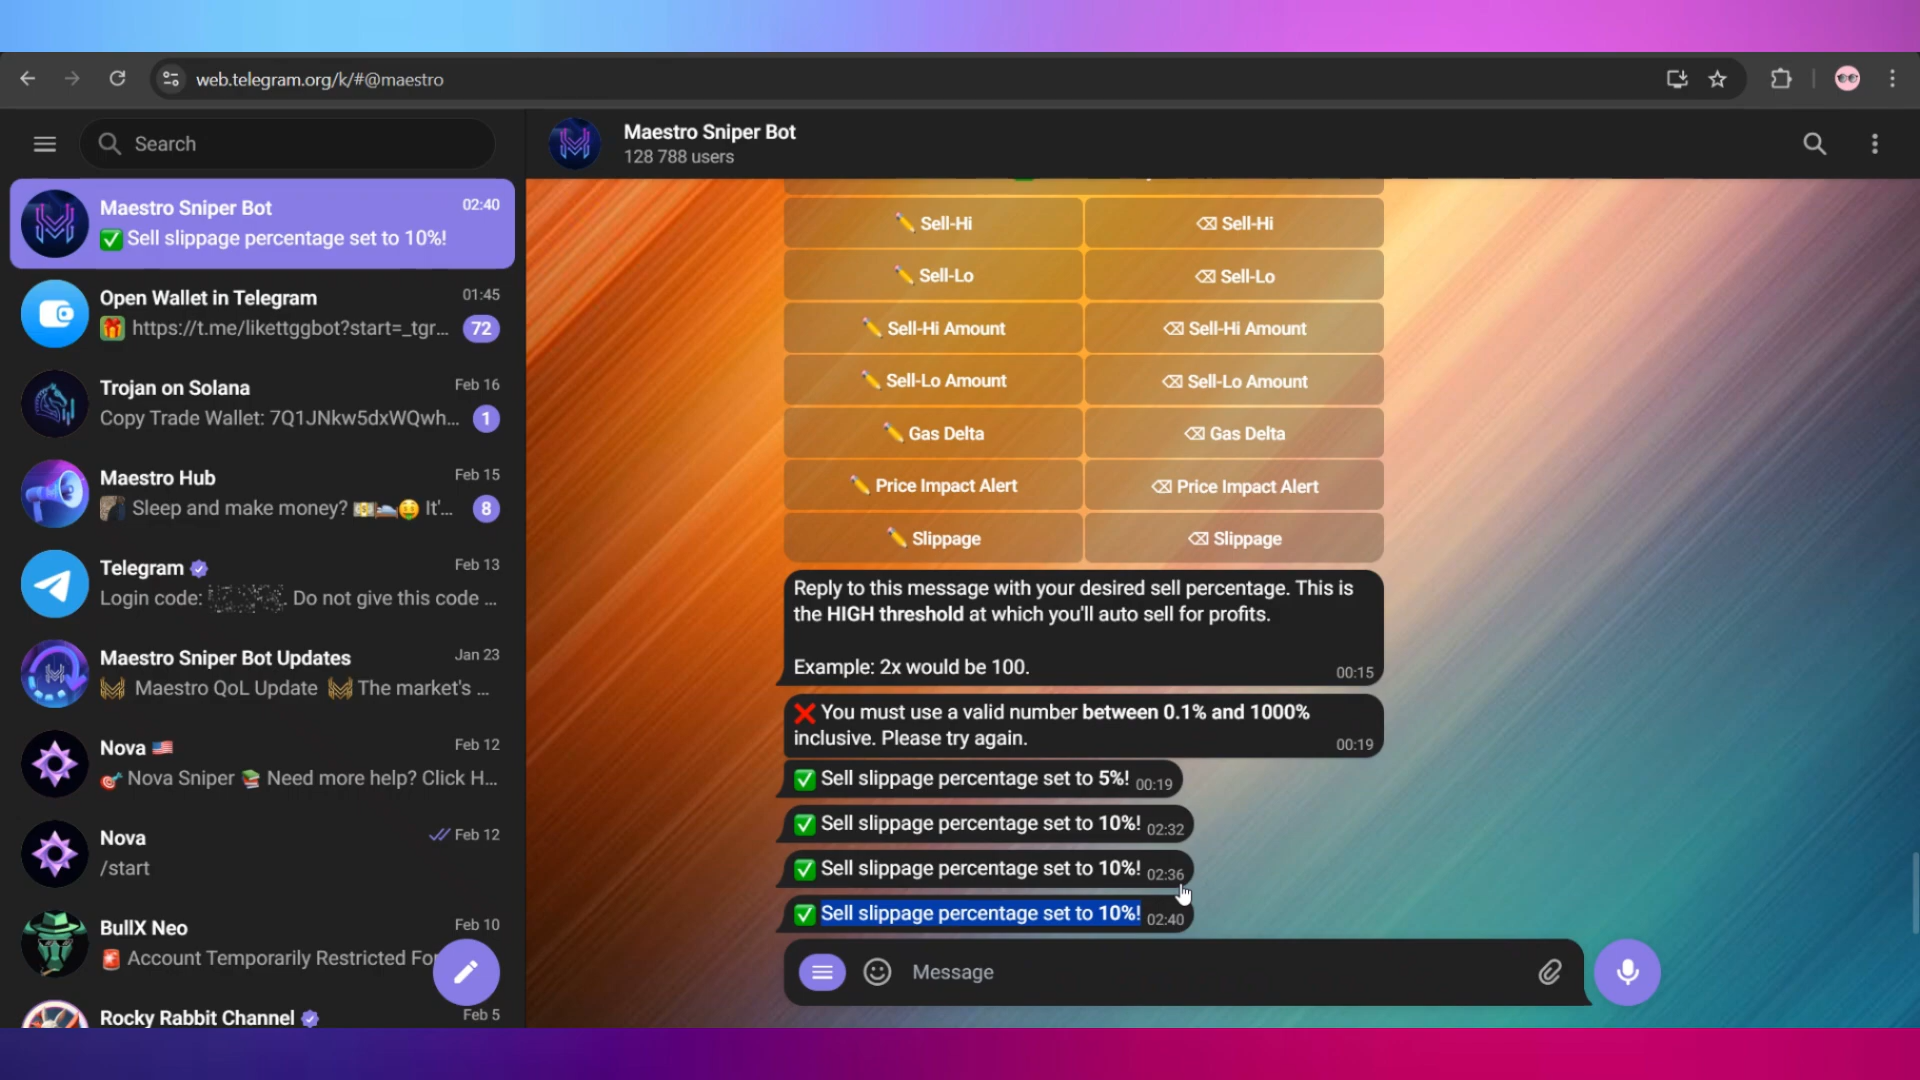 web.telegram.org/k/#@maestro
Search
Maestro Sniper Bot 02:40
✅ Sell slippage percentage set to 10%!
Open Wallet in Telegram 01:45
🎁 https://t.me/likettggbot?start=_tgr... 72
Trojan on Solana Feb 16
Copy Trade Wallet: 7Q1JNkw5dxWQwh... 1
Maestro Hub Feb 15
Sleep and make money? 💵🛌🤑 It'... 8
Telegram Feb 13
Login code: . Do not give this code ...
Maestro Sniper Bot Updates Jan 23
Maestro QoL Update The market's ...
Nova 🇺🇸 Feb 12
🎯 Nova Sniper 📚 Need more help? Click H...
Nova Feb 12
/start
BullX Neo Feb 10
🚨 Account Temporarily Restricted For
Rocky Rabbit Channel Feb 5
Maestro Sniper Bot
128 788 users
✏️ Sell-Hi ⌫ Sell-Hi
✏️ Sell-Lo ⌫ Sell-Lo
✏️ Sell-Hi Amount ⌫ Sell-Hi Amount
✏️ Sell-Lo Amount ⌫ Sell-Lo Amount
✏️ Gas Delta ⌫ Gas Delta
✏️ Price Impact Alert ⌫ Price Impact Alert
✏️ Slippage ⌫ Slippage
Reply to this message with your desired sell percentage. This is
the HIGH threshold at which you'll auto sell for profits.
Example: 2x would be 100. 00:15
❌ You must use a valid number between 0.1% and 1000%
inclusive. Please try again. 00:19
✅ Sell slippage percentage set to 5%! 00:19
✅ Sell slippage percentage set to 10%! 02:32
✅ Sell slippage percentage set to 10%! 02:36
✅ Sell slippage percentage set to 10%! 02:40
Message